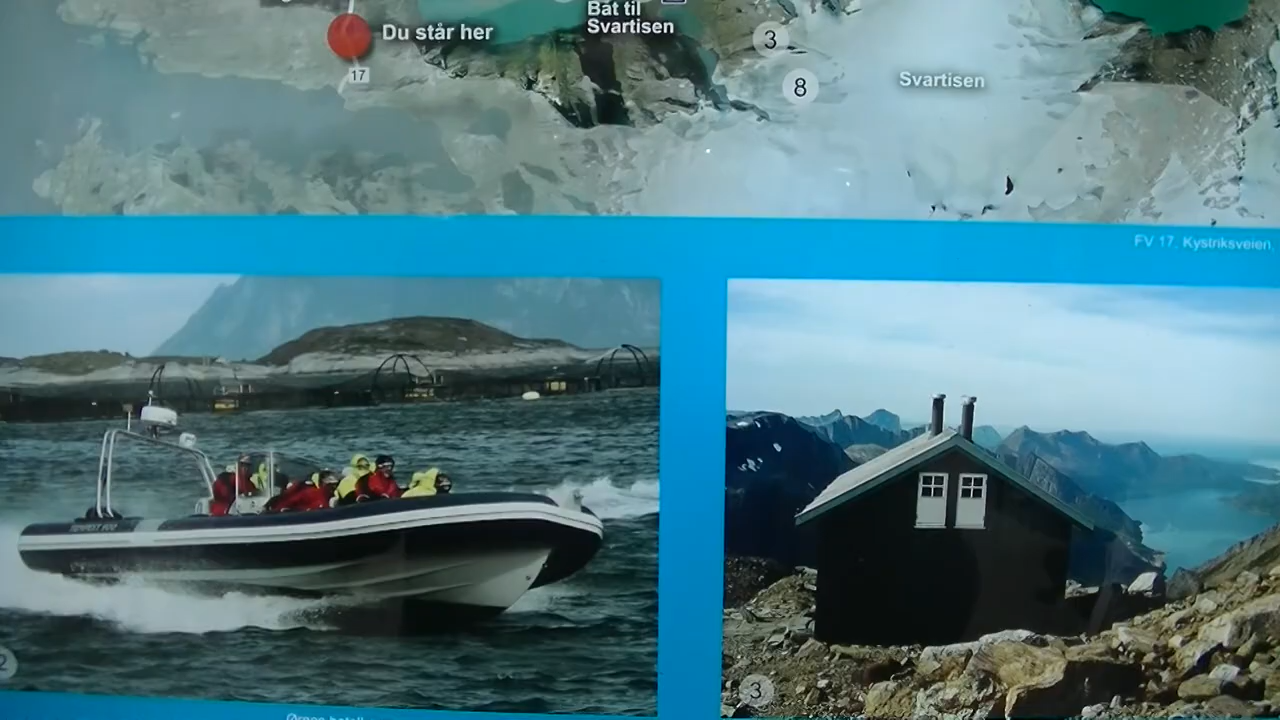 Båt til
Du står her
Svartisen
3
17
8
Svartisen
FV 17, Kystriksveien,
2
3